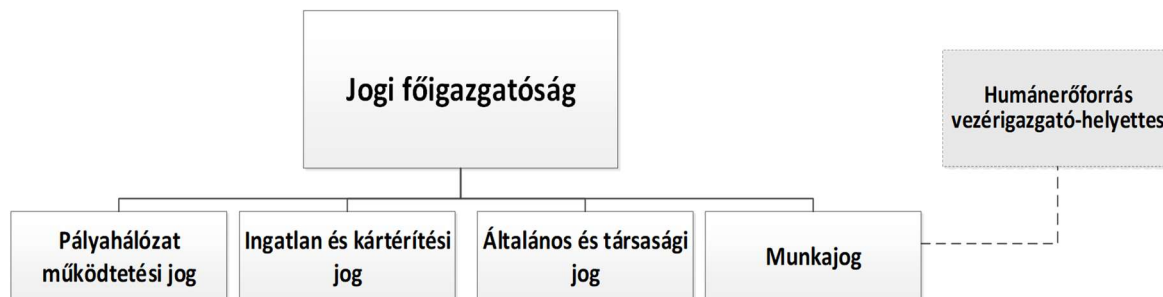 Jogi főigazgatóság
Humánerőforrás
vezérigazgató-helyettes
Pályahálózat
működtetési jog
Ingatlan és kártérítési
jog
Általános és társasági
jog
Munkajog